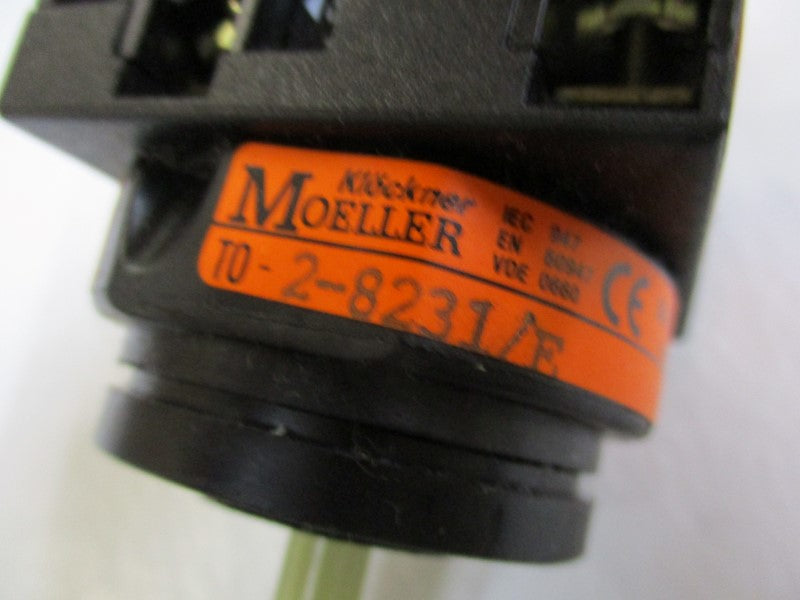 Klöckner
MOELLER
IEC 947
EN 60947
VDE 0660
CE
T0-2-8231/E